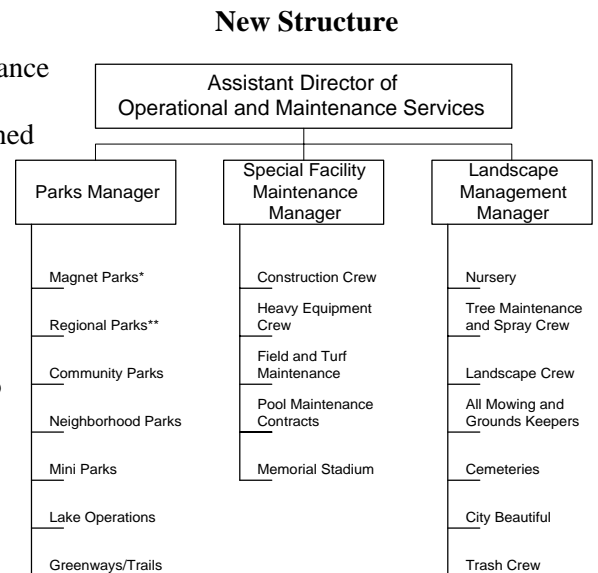 New Structure
Assistant Director of
Operational and Maintenance Services
Parks Manager
Magnet Parks*
Regional Parks**
Community Parks
Neighborhood Parks
Mini Parks
Lake Operations
Greenways/Trails
Special Facility
Maintenance
Manager
Construction Crew
Heavy Equipment
Crew
Field and Turf
Maintenance
Pool Maintenance
Contracts
Memorial Stadium
Landscape
Management
Manager
Nursery
Tree Maintenance
and Spray Crew
Landscape Crew
All Mowing and
Grounds Keepers
Cemeteries
City Beautiful
Trash Crew